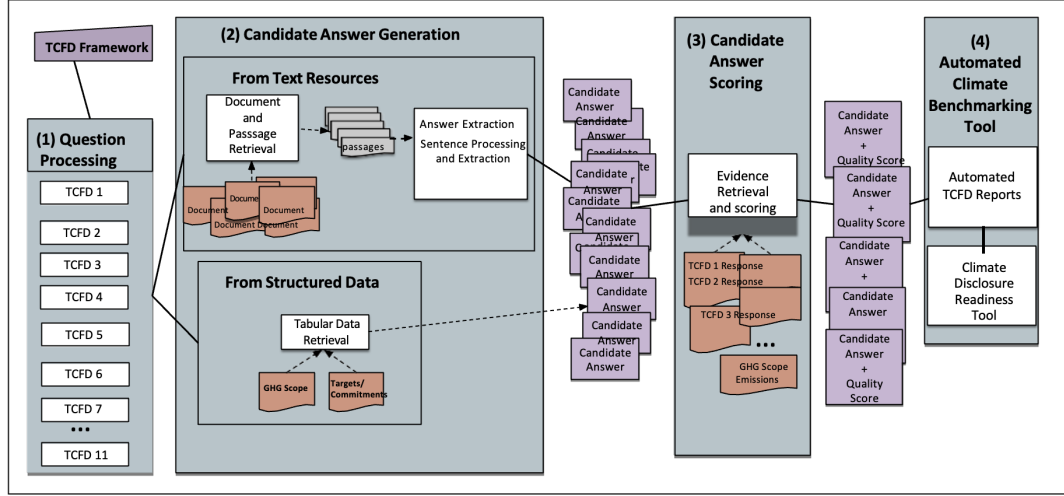 TCFD Framework
(1) Question
Processing
TCFD 1
TCFD 2
TCFD 3
TCFD 4
TCFD 5
TCFD 6
TCFD 7
...
TCFD 11
(2) Candidate Answer Generation
From Text Resources
Document
and
Passsage
Retrieval
passages
Answer Extraction
Sentence Processing
and Extraction
Document
Docume
Document
Document
Document
From Structured Data
Tabular Data
Retrieval
GHG Scope
Targets/
Commitments
Candidate
Answer
Candidate
Answer
Candidate
Candidate
Answer
Candidate
Candidate
Answer
Candidate
Answer
Candidate
Answer
Candidate
Answer
Candidate
Answer
(3) Candidate
Answer
Scoring
Evidence
Retrieval
and scoring
TCFD 1 Response
TCFD 2 Response
TCFD 3 Response
...
GHG Scope
Emissions
Candidate
Answer
+
Quality Score
Candidate
Answer
+
Quality Score
Candidate
Answer
+
Candidate
Answer
Candidate
Answer
+
Quality
Score
(4)
Automated
Climate
Benchmarking
Tool
Automated
TCFD Reports
Climate
Disclosure
Readiness
Tool